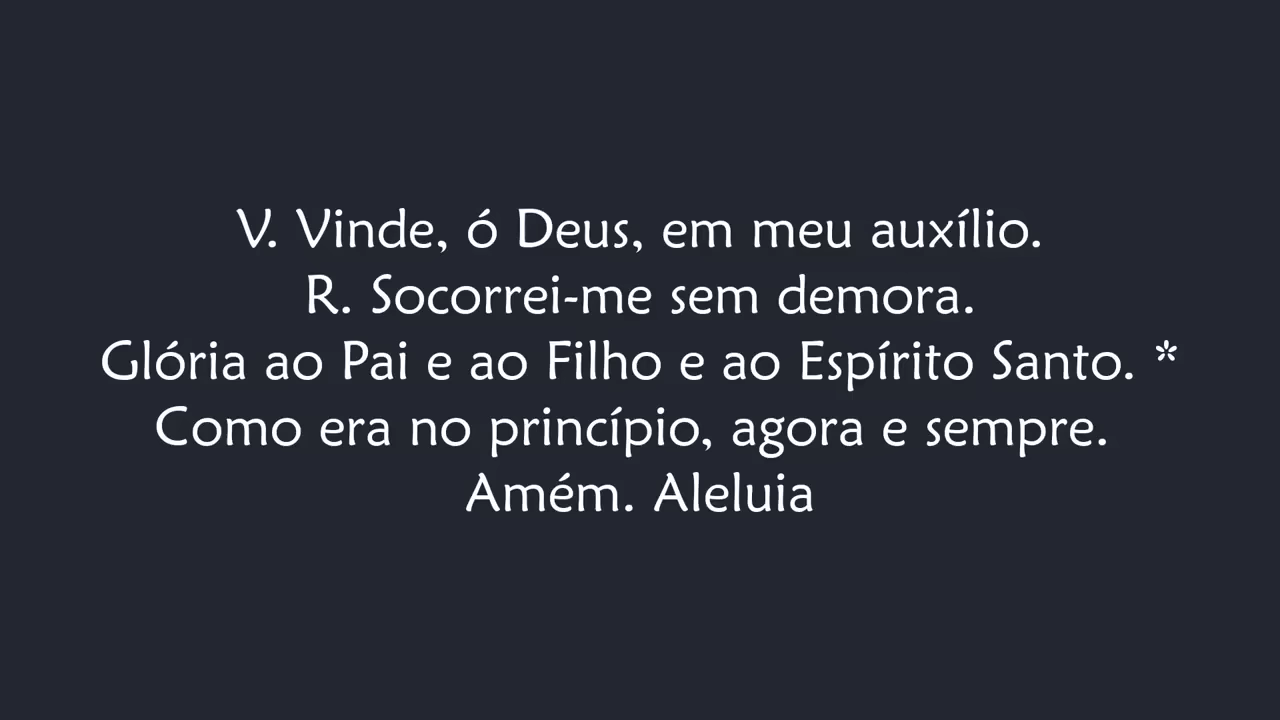 V. Vinde, ó Deus, em meu auxílio.
R. Socorrei-me sem demora.
Glória ao Pai e ao Filho e ao Espírito Santo. *
Como era no princípio, agora e sempre.
Amém. Aleluia